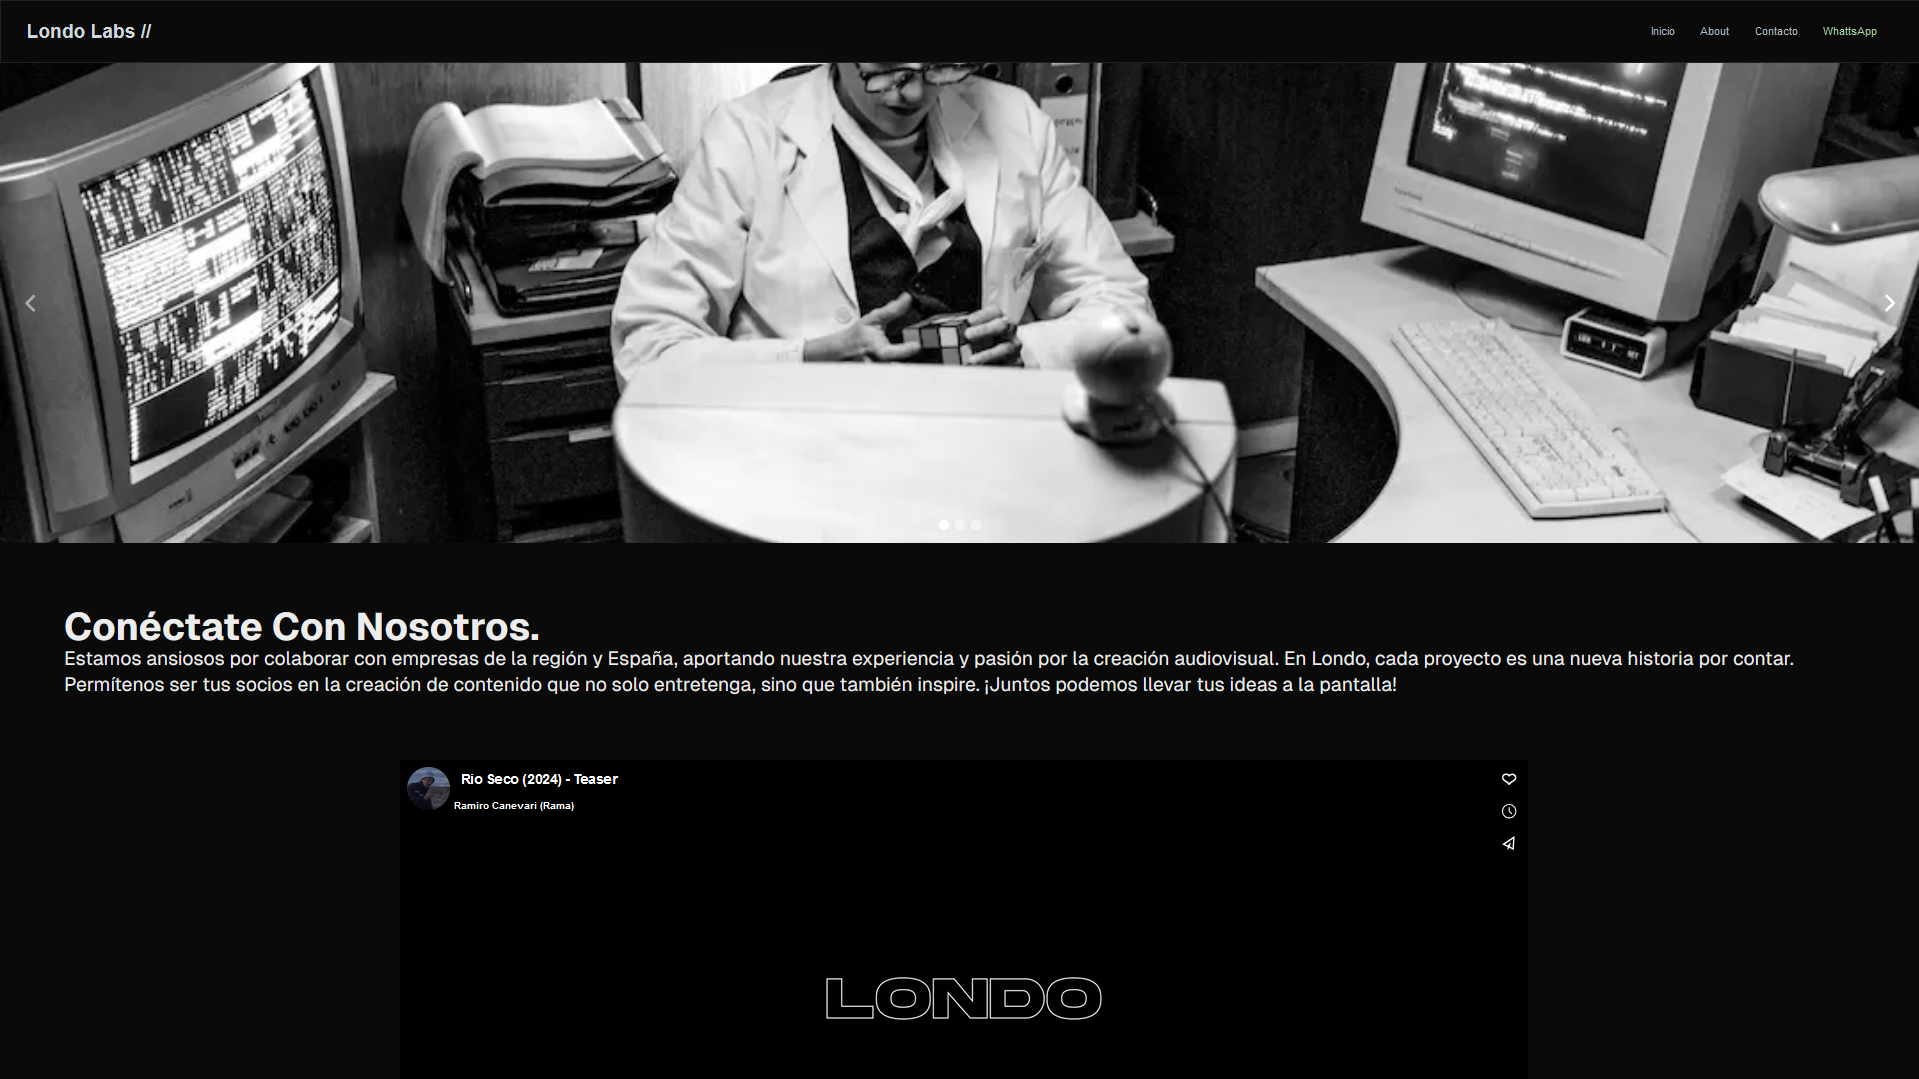 Londo Labs //
Inicio
About
Contacto
WhattsApp
Conéctate Con Nosotros.
Estamos ansiosos por colaborar con empresas de la región y España, aportando nuestra experiencia y pasión por la creación audiovisual. En Londo, cada proyecto es una nueva historia por contar.
Permítenos ser tus socios en la creación de contenido que no solo entretenga, sino que también inspire. ¡Juntos podemos llevar tus ideas a la pantalla!
Rio Seco (2024) - Teaser
Ramiro Canevari (Rama)
LONDO